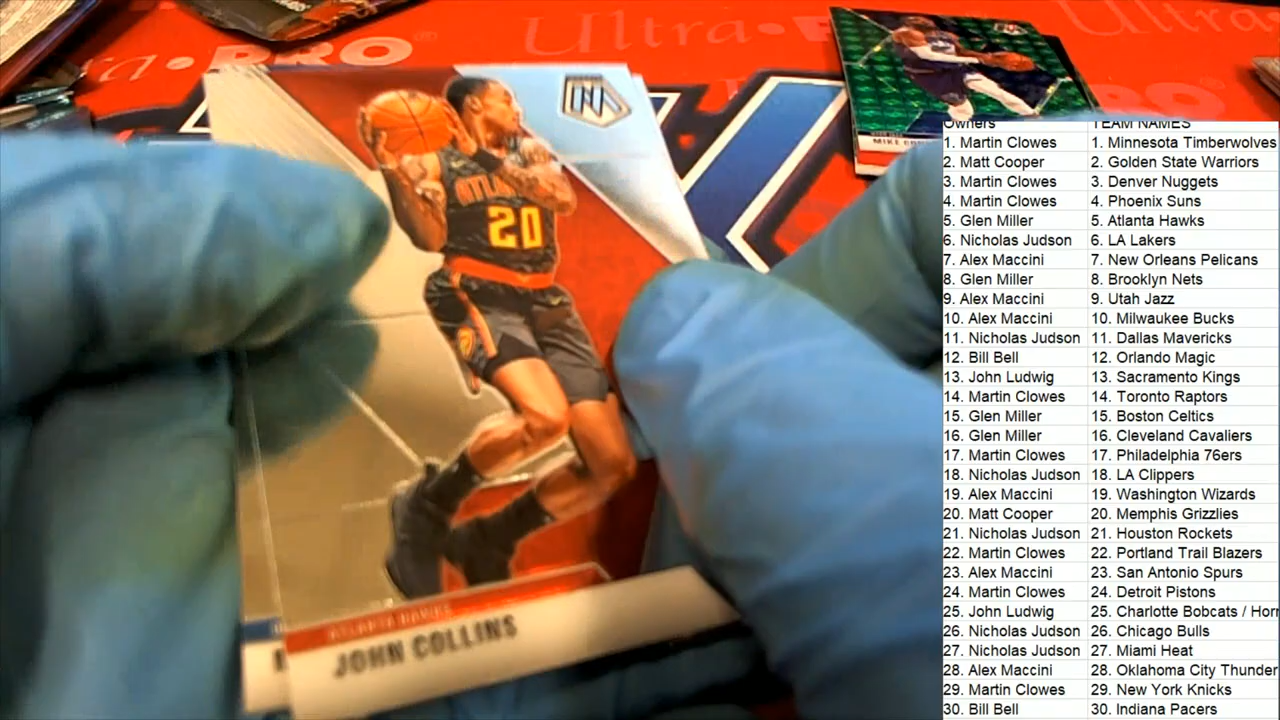 Ultra PRO
Ultra PRO
PRO
ATLAN
20
ATLANTA HAWKS
JOHN COLLINS
MIKE CO
Owners TEAM NAMES
1. Martin Clowes 1. Minnesota Timberwolves
2. Matt Cooper 2. Golden State Warriors
3. Martin Clowes 3. Denver Nuggets
4. Martin Clowes 4. Phoenix Suns
5. Glen Miller 5. Atlanta Hawks
6. Nicholas Judson 6. LA Lakers
7. Alex Maccini 7. New Orleans Pelicans
8. Glen Miller 8. Brooklyn Nets
9. Alex Maccini 9. Utah Jazz
10. Alex Maccini 10. Milwaukee Bucks
11. Nicholas Judson 11. Dallas Mavericks
12. Bill Bell 12. Orlando Magic
13. John Ludwig 13. Sacramento Kings
14. Martin Clowes 14. Toronto Raptors
15. Glen Miller 15. Boston Celtics
16. Glen Miller 16. Cleveland Cavaliers
17. Martin Clowes 17. Philadelphia 76ers
18. Nicholas Judson 18. LA Clippers
19. Alex Maccini 19. Washington Wizards
20. Matt Cooper 20. Memphis Grizzlies
21. Nicholas Judson 21. Houston Rockets
22. Martin Clowes 22. Portland Trail Blazers
23. Alex Maccini 23. San Antonio Spurs
24. Martin Clowes 24. Detroit Pistons
25. John Ludwig 25. Charlotte Bobcats / Horn
26. Nicholas Judson 26. Chicago Bulls
27. Nicholas Judson 27. Miami Heat
28. Alex Maccini 28. Oklahoma City Thunder
29. Martin Clowes 29. New York Knicks
30. Bill Bell 30. Indiana Pacers